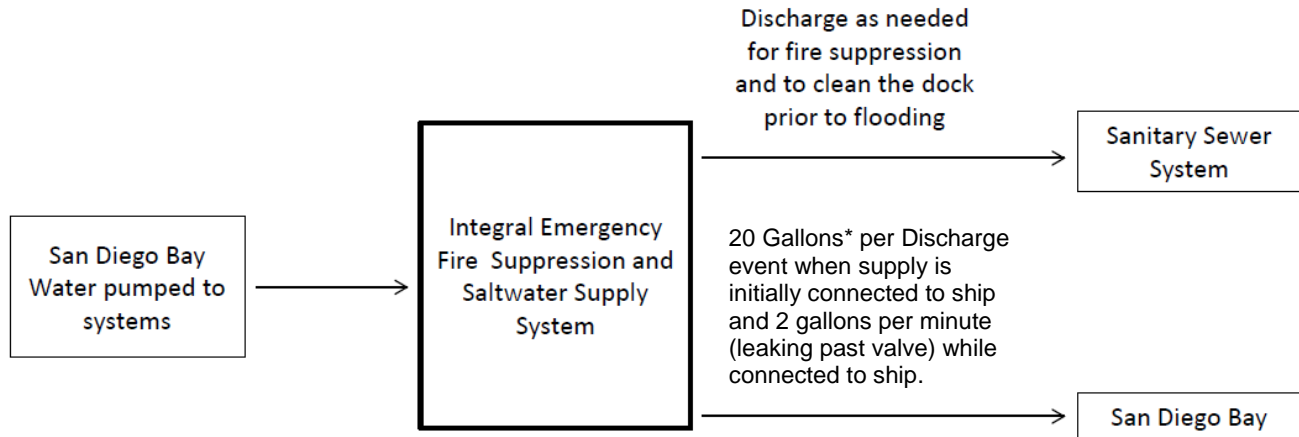 San Diego Bay
Water pumped to
systems
Integral Emergency
Fire Suppression and
Saltwater Supply
System
Discharge as needed
for fire suppression
and to clean the dock
prior to flooding
Sanitary Sewer
System
20 Gallons* per Discharge
event when supply is
initially connected to ship
and 2 gallons per minute
(leaking past valve) while
connected to ship.
San Diego Bay